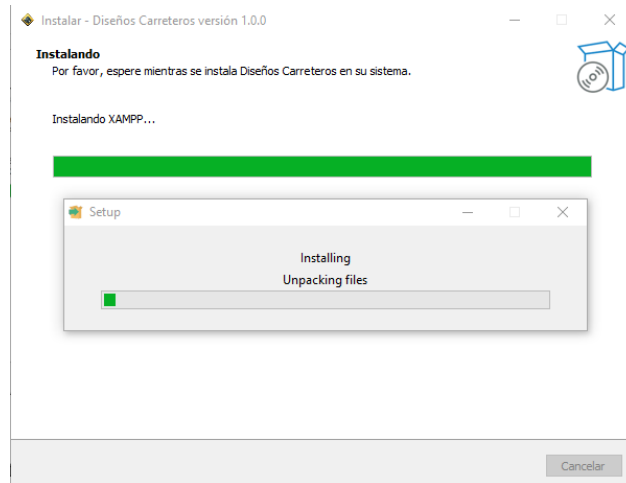 Instalar - Diseños Carreteros versión 1.0.0
Instalando
Por favor, espere mientras se instala Diseños Carreteros en su sistema.
Instalando XAMPP...
Setup
Installing
Unpacking files
Cancelar